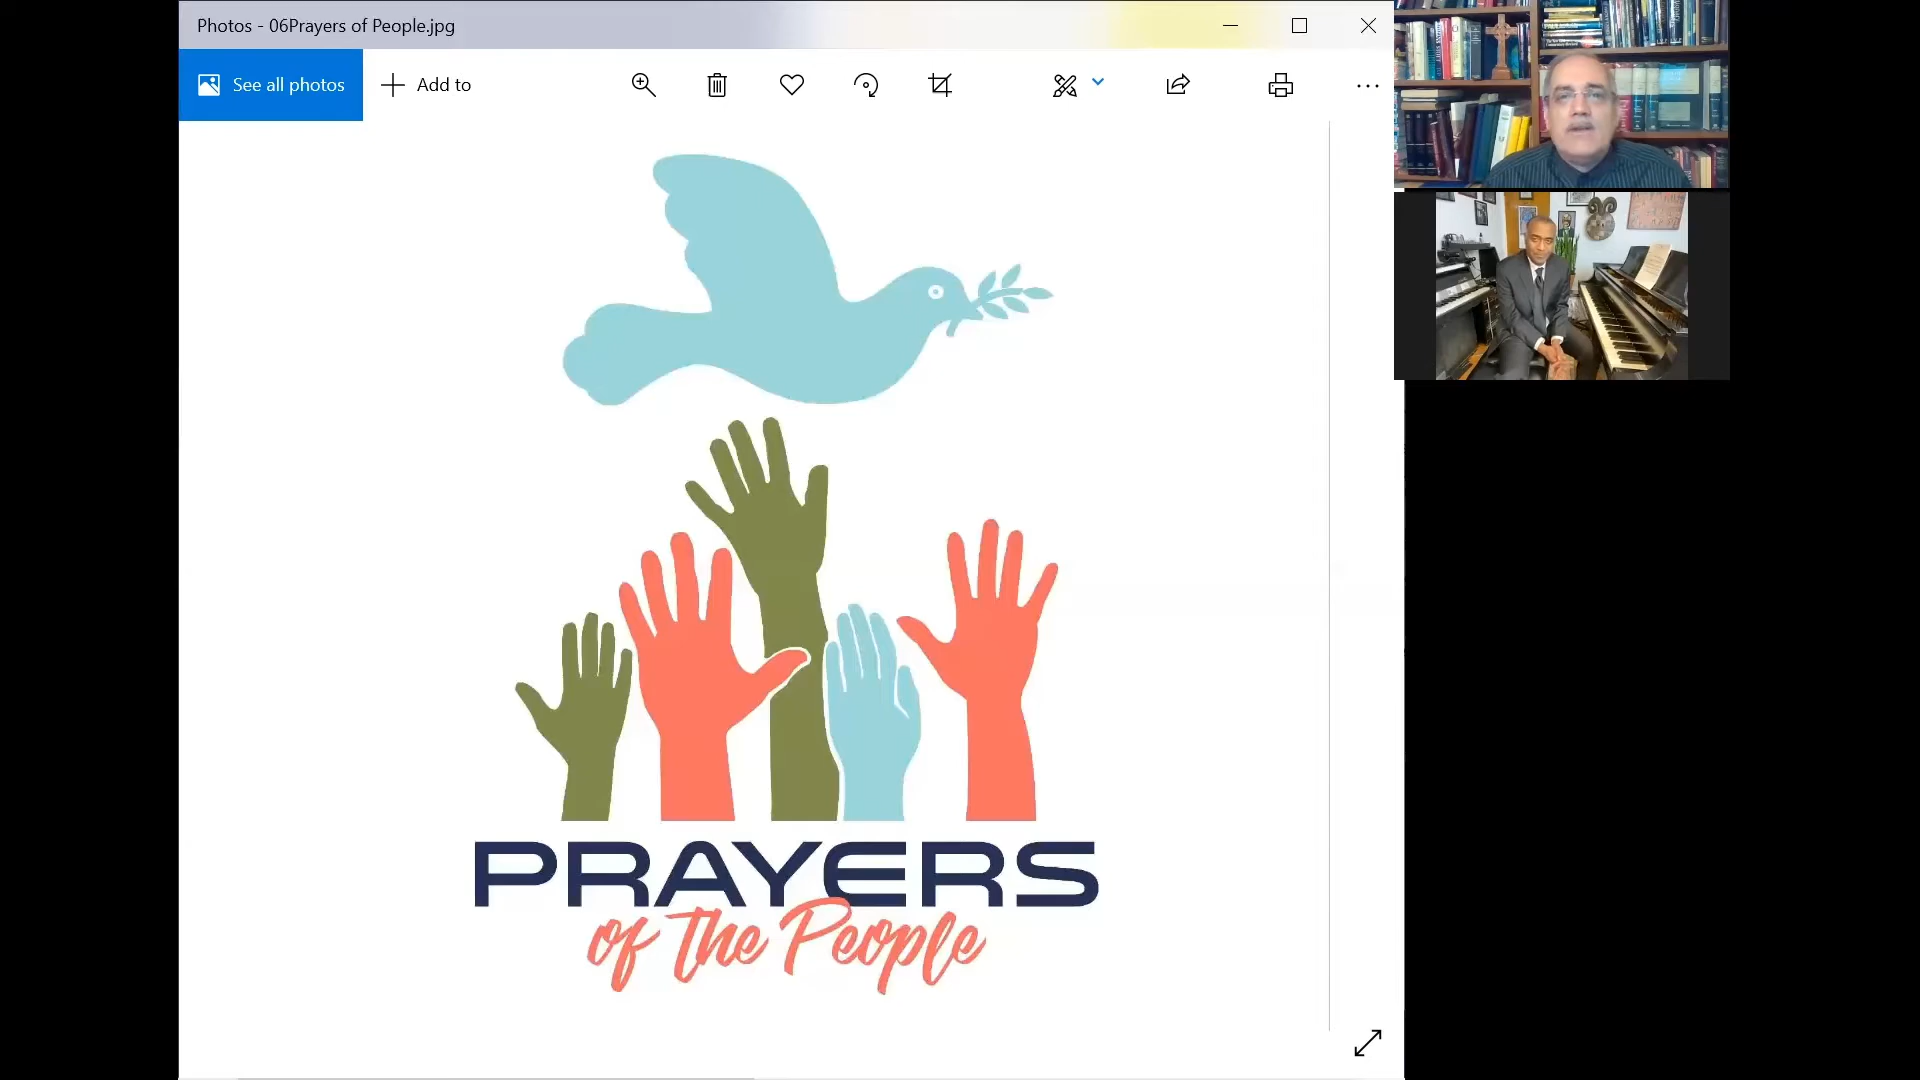 Photos - 06Prayers of People.jpg
See all photos
Add to
PRAYERS
of the People